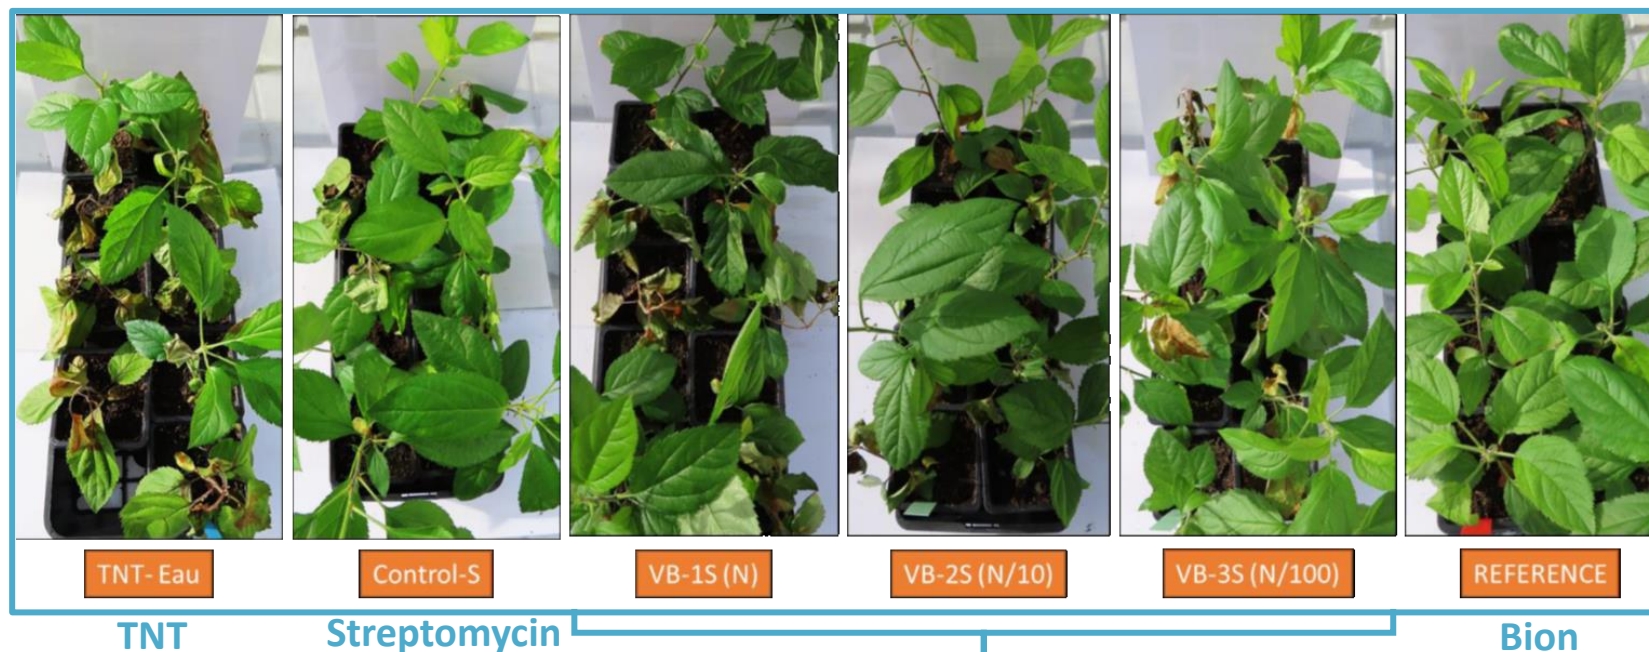 TNT- Eau
Control-S
VB-1S (N)
VB-2S (N/10)
VB-3S (N/100)
REFERENCE
TNT
Streptomycin
Bion